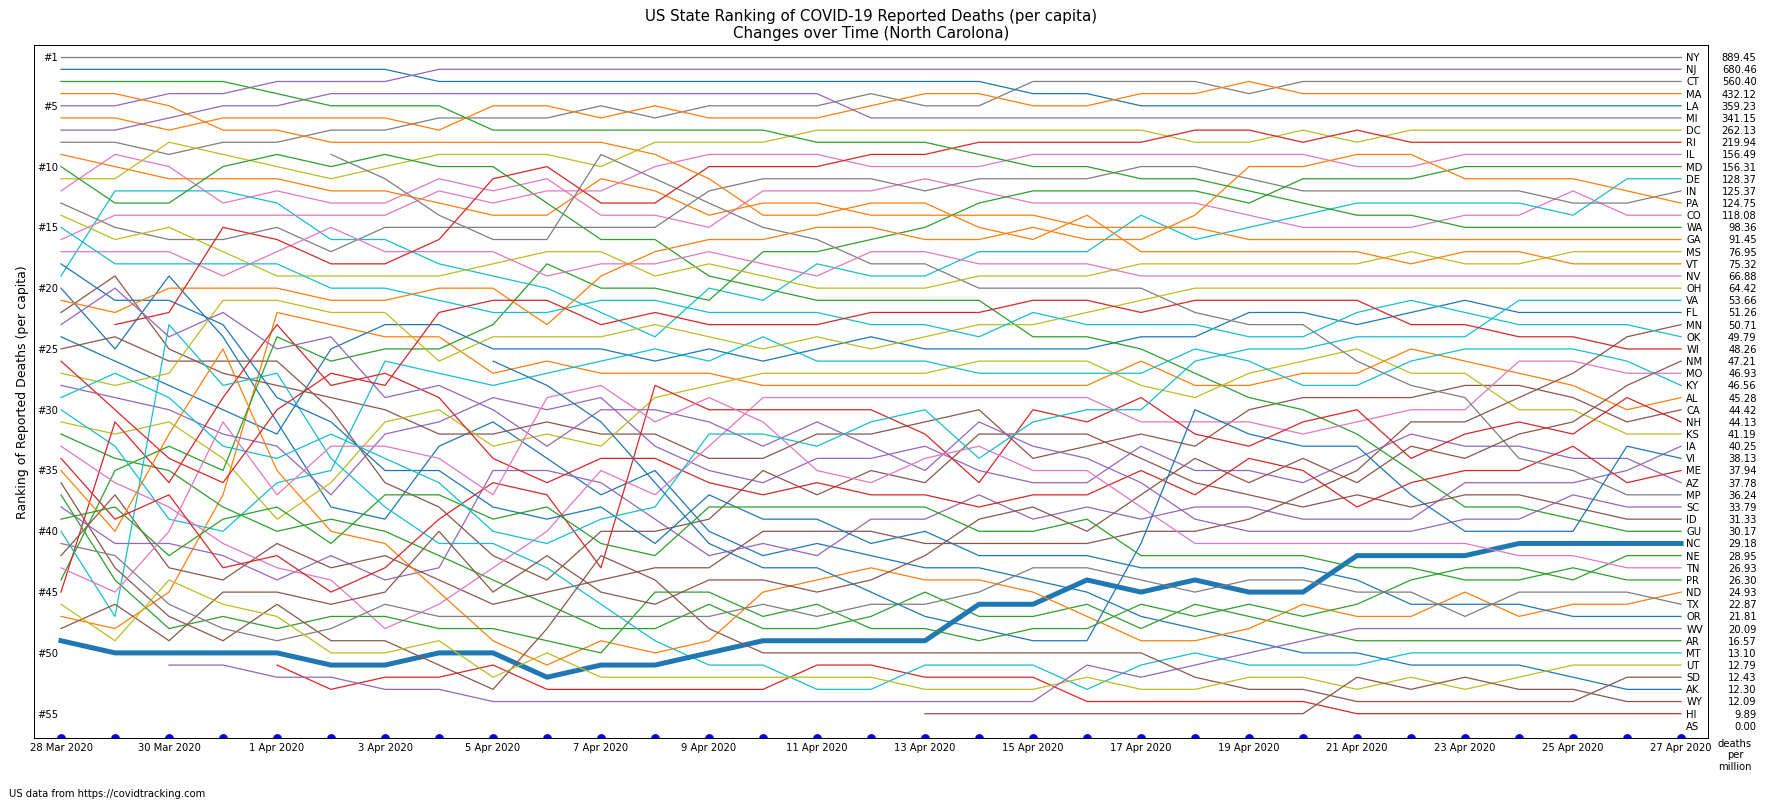 US State Ranking of COVID-19 Reported Deaths (per capita)
Changes over Time (North Carolona)
Ranking of Reported Deaths (per capita)
#1
#5
#10
#15
#20
#25
#30
#35
#40
#45
#50
#55
NY 889.45
NJ 680.46
CT 560.40
MA 432.12
LA 359.23
MI 341.15
DC 262.13
RI 219.94
IL 156.49
MD 156.31
DE 128.37
IN 125.37
PA 124.75
CO 118.08
WA 98.36
GA 91.45
MS 76.95
VT 75.32
NV 66.88
OH 64.42
VA 53.66
FL 51.26
MN 50.71
OK 49.79
WI 48.26
NM 47.21
MO 46.93
KY 46.56
AL 45.28
CA 44.42
NH 44.13
KS 41.19
IA 40.25
VI 38.13
ME 37.94
AZ 37.78
MP 36.24
SC 33.79
ID 31.33
GU 30.17
NC 29.18
NE 28.95
TN 26.93
PR 26.30
ND 24.93
TX 22.87
OR 21.81
WV 20.09
AR 16.57
MT 13.10
UT 12.79
SD 12.43
AK 12.30
WY 12.09
HI 9.89
AS 0.00
28 Mar 2020 30 Mar 2020 1 Apr 2020 3 Apr 2020 5 Apr 2020 7 Apr 2020 9 Apr 2020 11 Apr 2020 13 Apr 2020 15 Apr 2020 17 Apr 2020 19 Apr 2020 21 Apr 2020 23 Apr 2020 25 Apr 2020 27 Apr 2020
deaths
per
million
US data from https://covidtracking.com